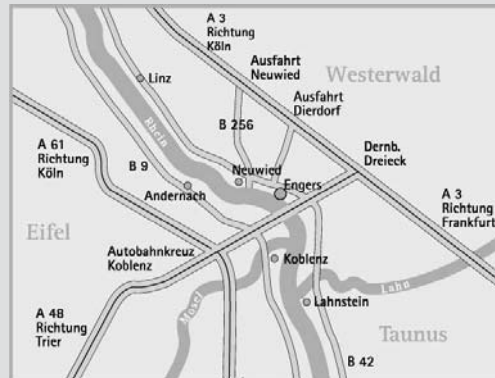 A 3
Richtung
Köln
Ausfahrt
Neuwied
Westerwald
Linz
Ausfahrt
Dierdorf
Rhein
B 256
A 61
Richtung
Köln
Dernb.
Dreieck
B 9
Neuwied
Engers
Andernach
A 3
Richtung
Frankfurt
Eifel
Autobahnkreuz
Koblenz
Koblenz
Lahn
Mosel
Lahnstein
A 48
Richtung
Trier
Taunus
B 42